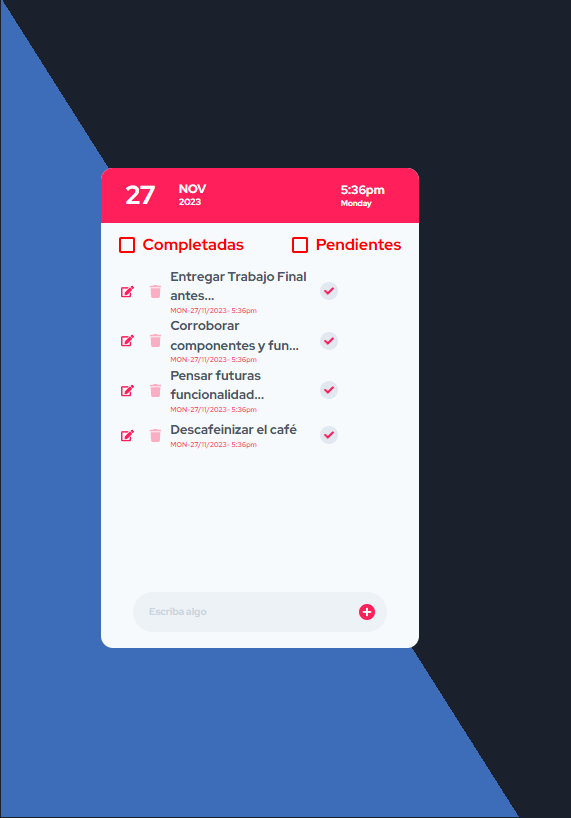 27 NOV 5:36pm
2023 Monday
Completadas Pendientes
Entregar Trabajo Final
antes...
MON-27/11/2023- 5:36pm
Corroborar
componentes y fun...
MON-27/11/2023- 5:36pm
Pensar futuras
funcionalidad...
MON-27/11/2023- 5:36pm
Descafeinizar el café
MON-27/11/2023- 5:36pm
Escriba algo